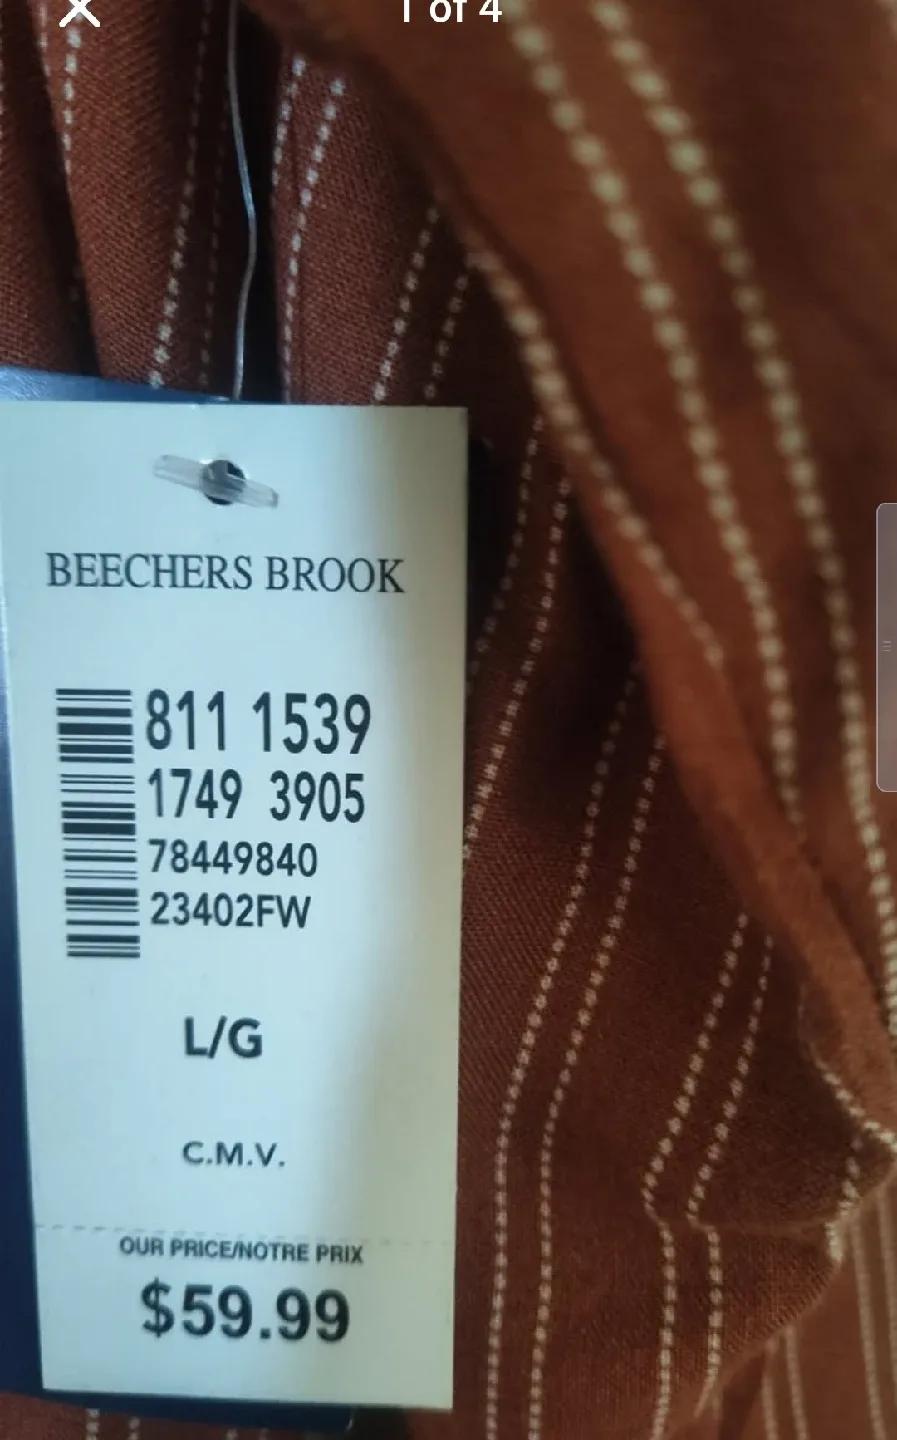 1 of 4
BEECHERS BROOK
811 1539
1749 3905
78449840
23402FW
L/G
C.M.V.
OUR PRICE/NOTRE PRIX
$59.99